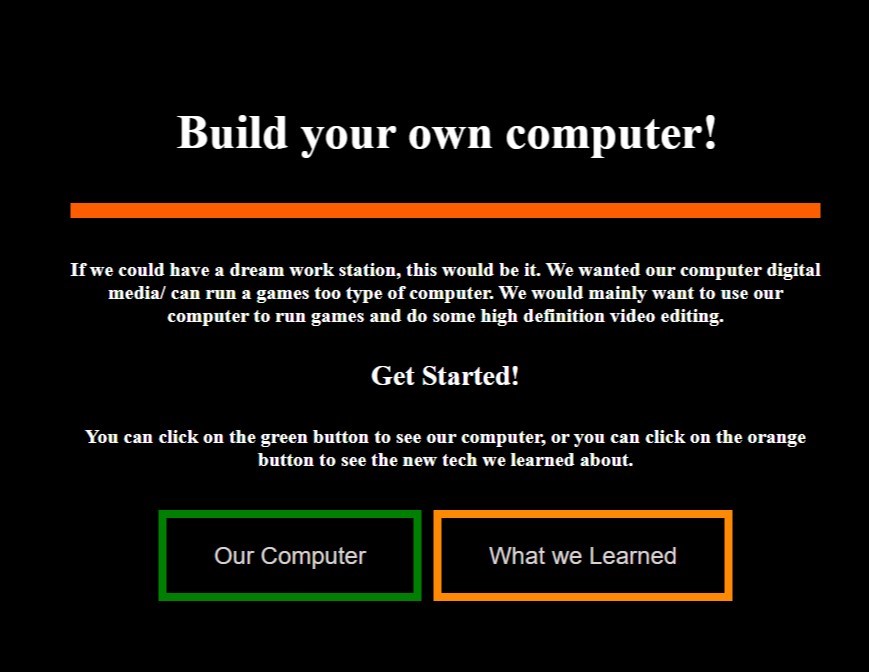 Build your own computer!
If we could have a dream work station, this would be it. We wanted our computer digital
media/ can run a games too type of computer. We would mainly want to use our
computer to run games and do some high definition video editing.
Get Started!
You can click on the green button to see our computer, or you can click on the orange
button to see the new tech we learned about.
Our Computer
What we Learned